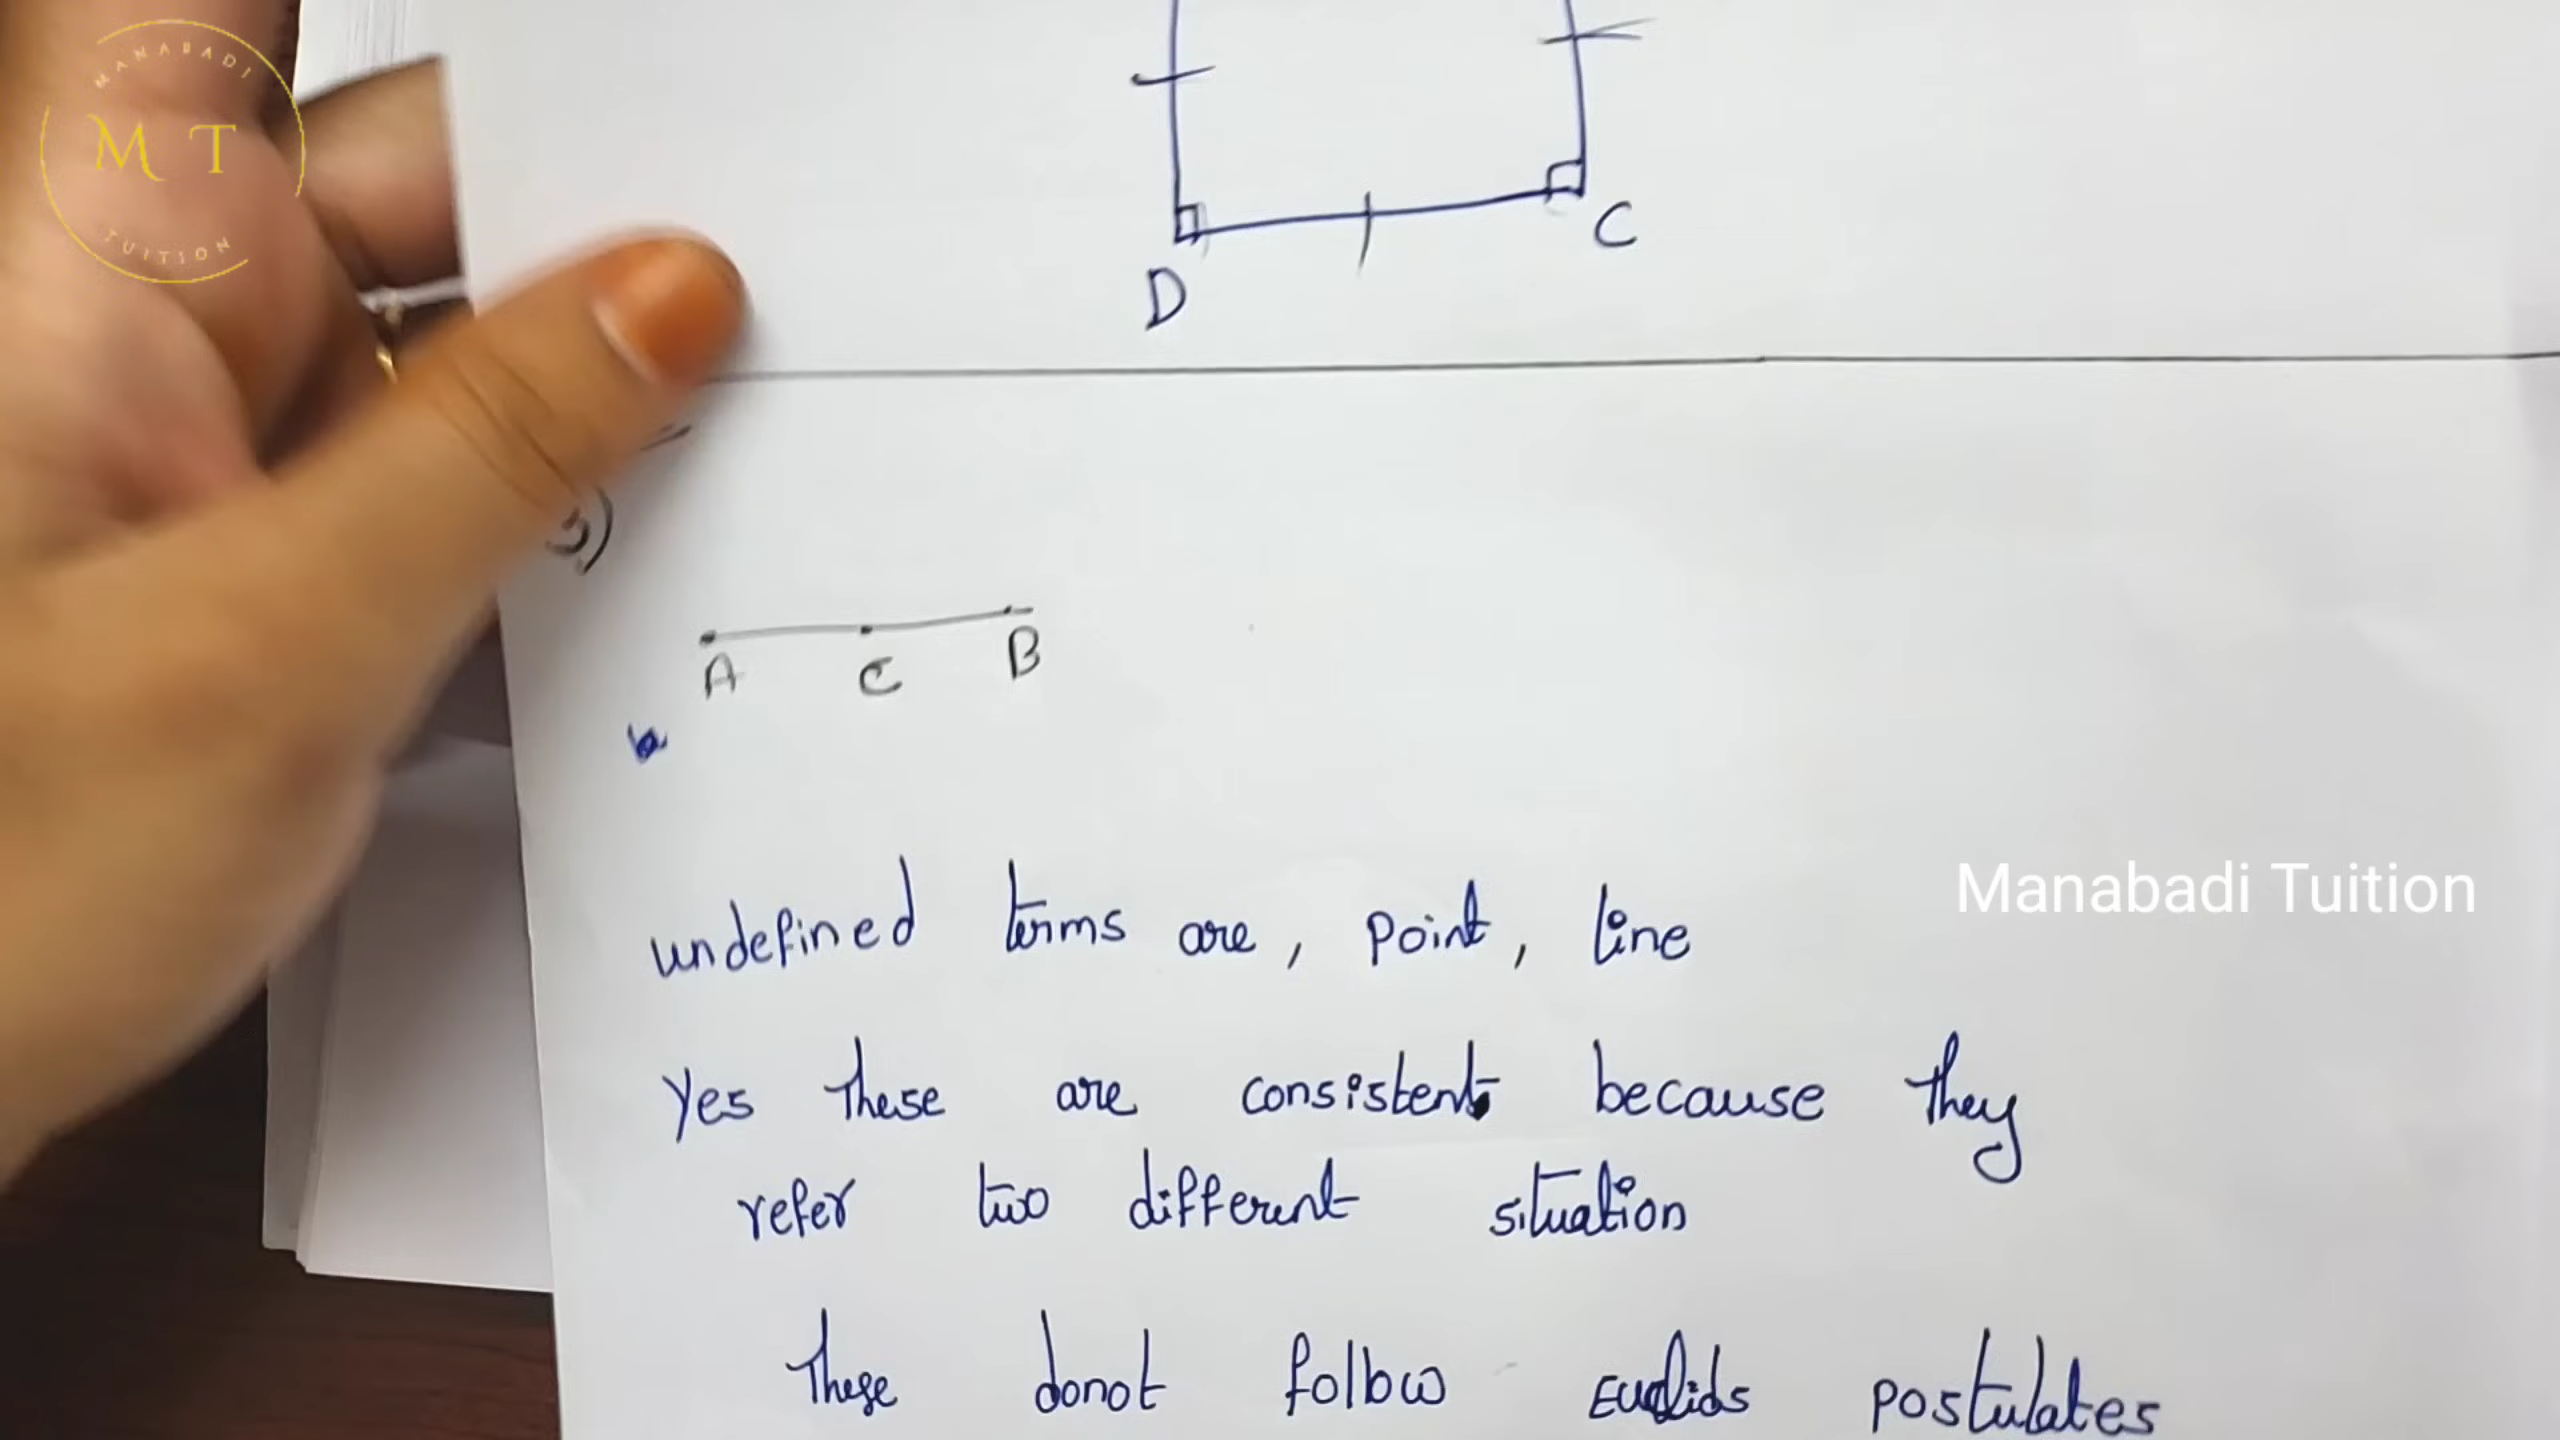 MANABADI
M T
TUITION
D
C
3)
A C B
undefined terms are, point, line
Manabadi Tuition
Yes these are consistent because they
refer two different situation
These donot follow Euclids postulates